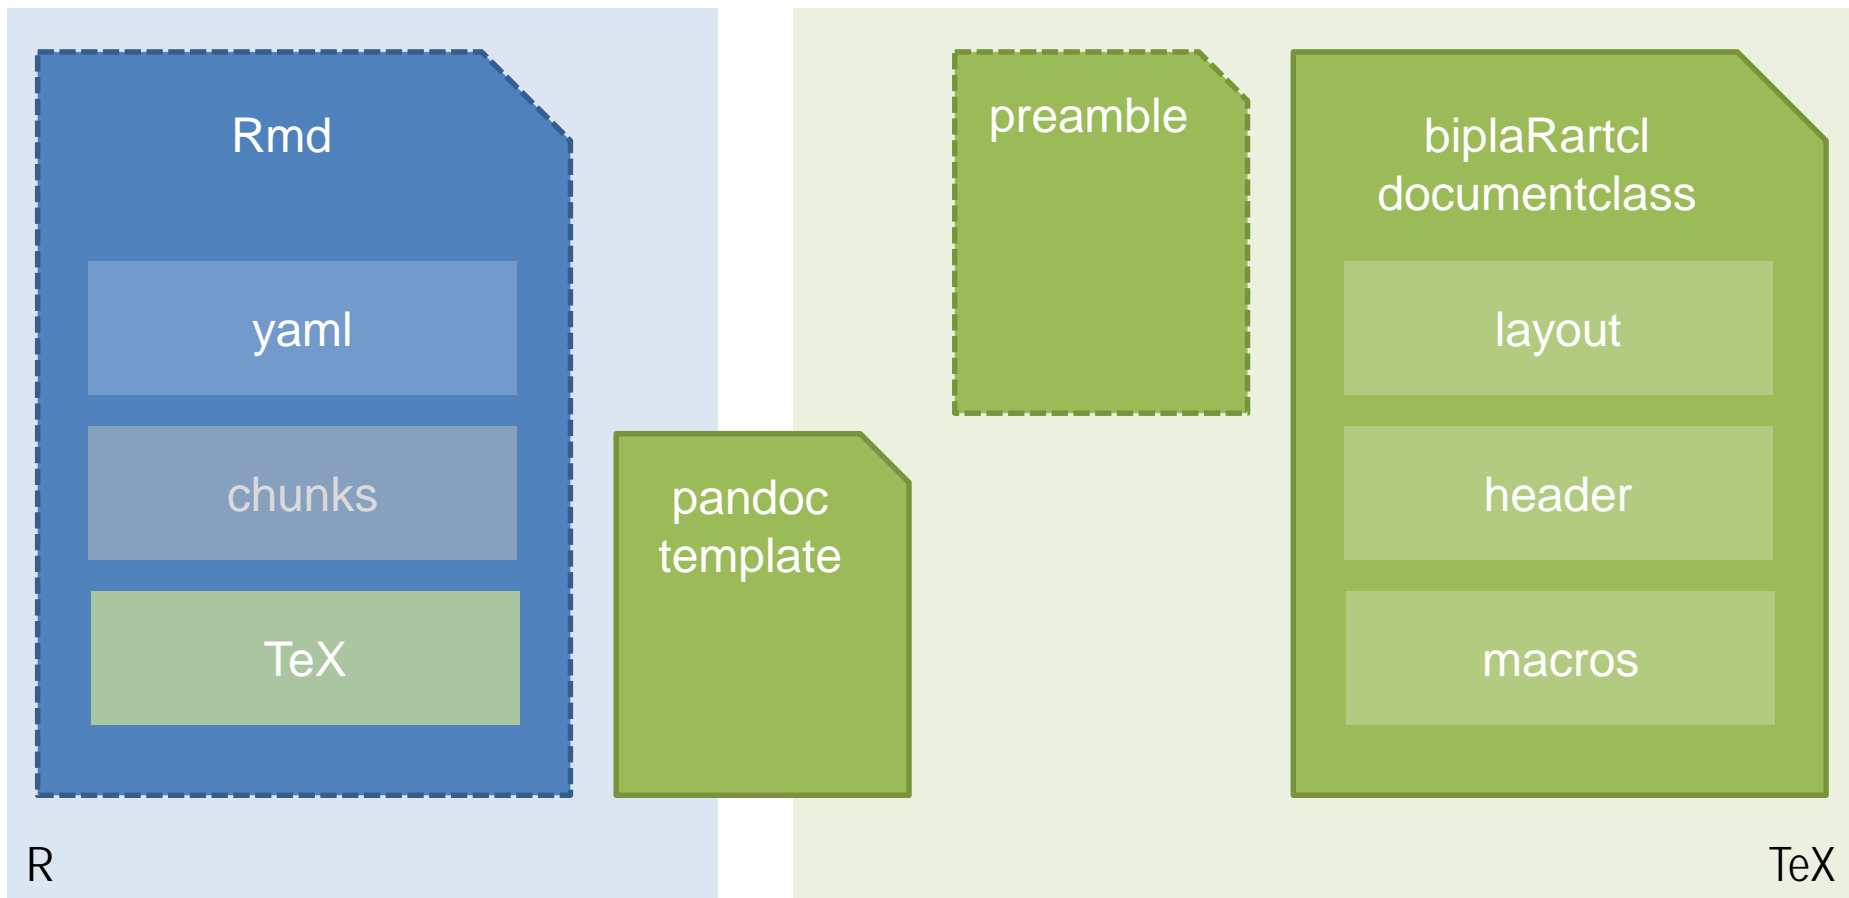 Rmd
yaml
chunks
TeX
R
pandoc
template
preamble
biplaRartcl
documentclass
layout
header
macros
TeX